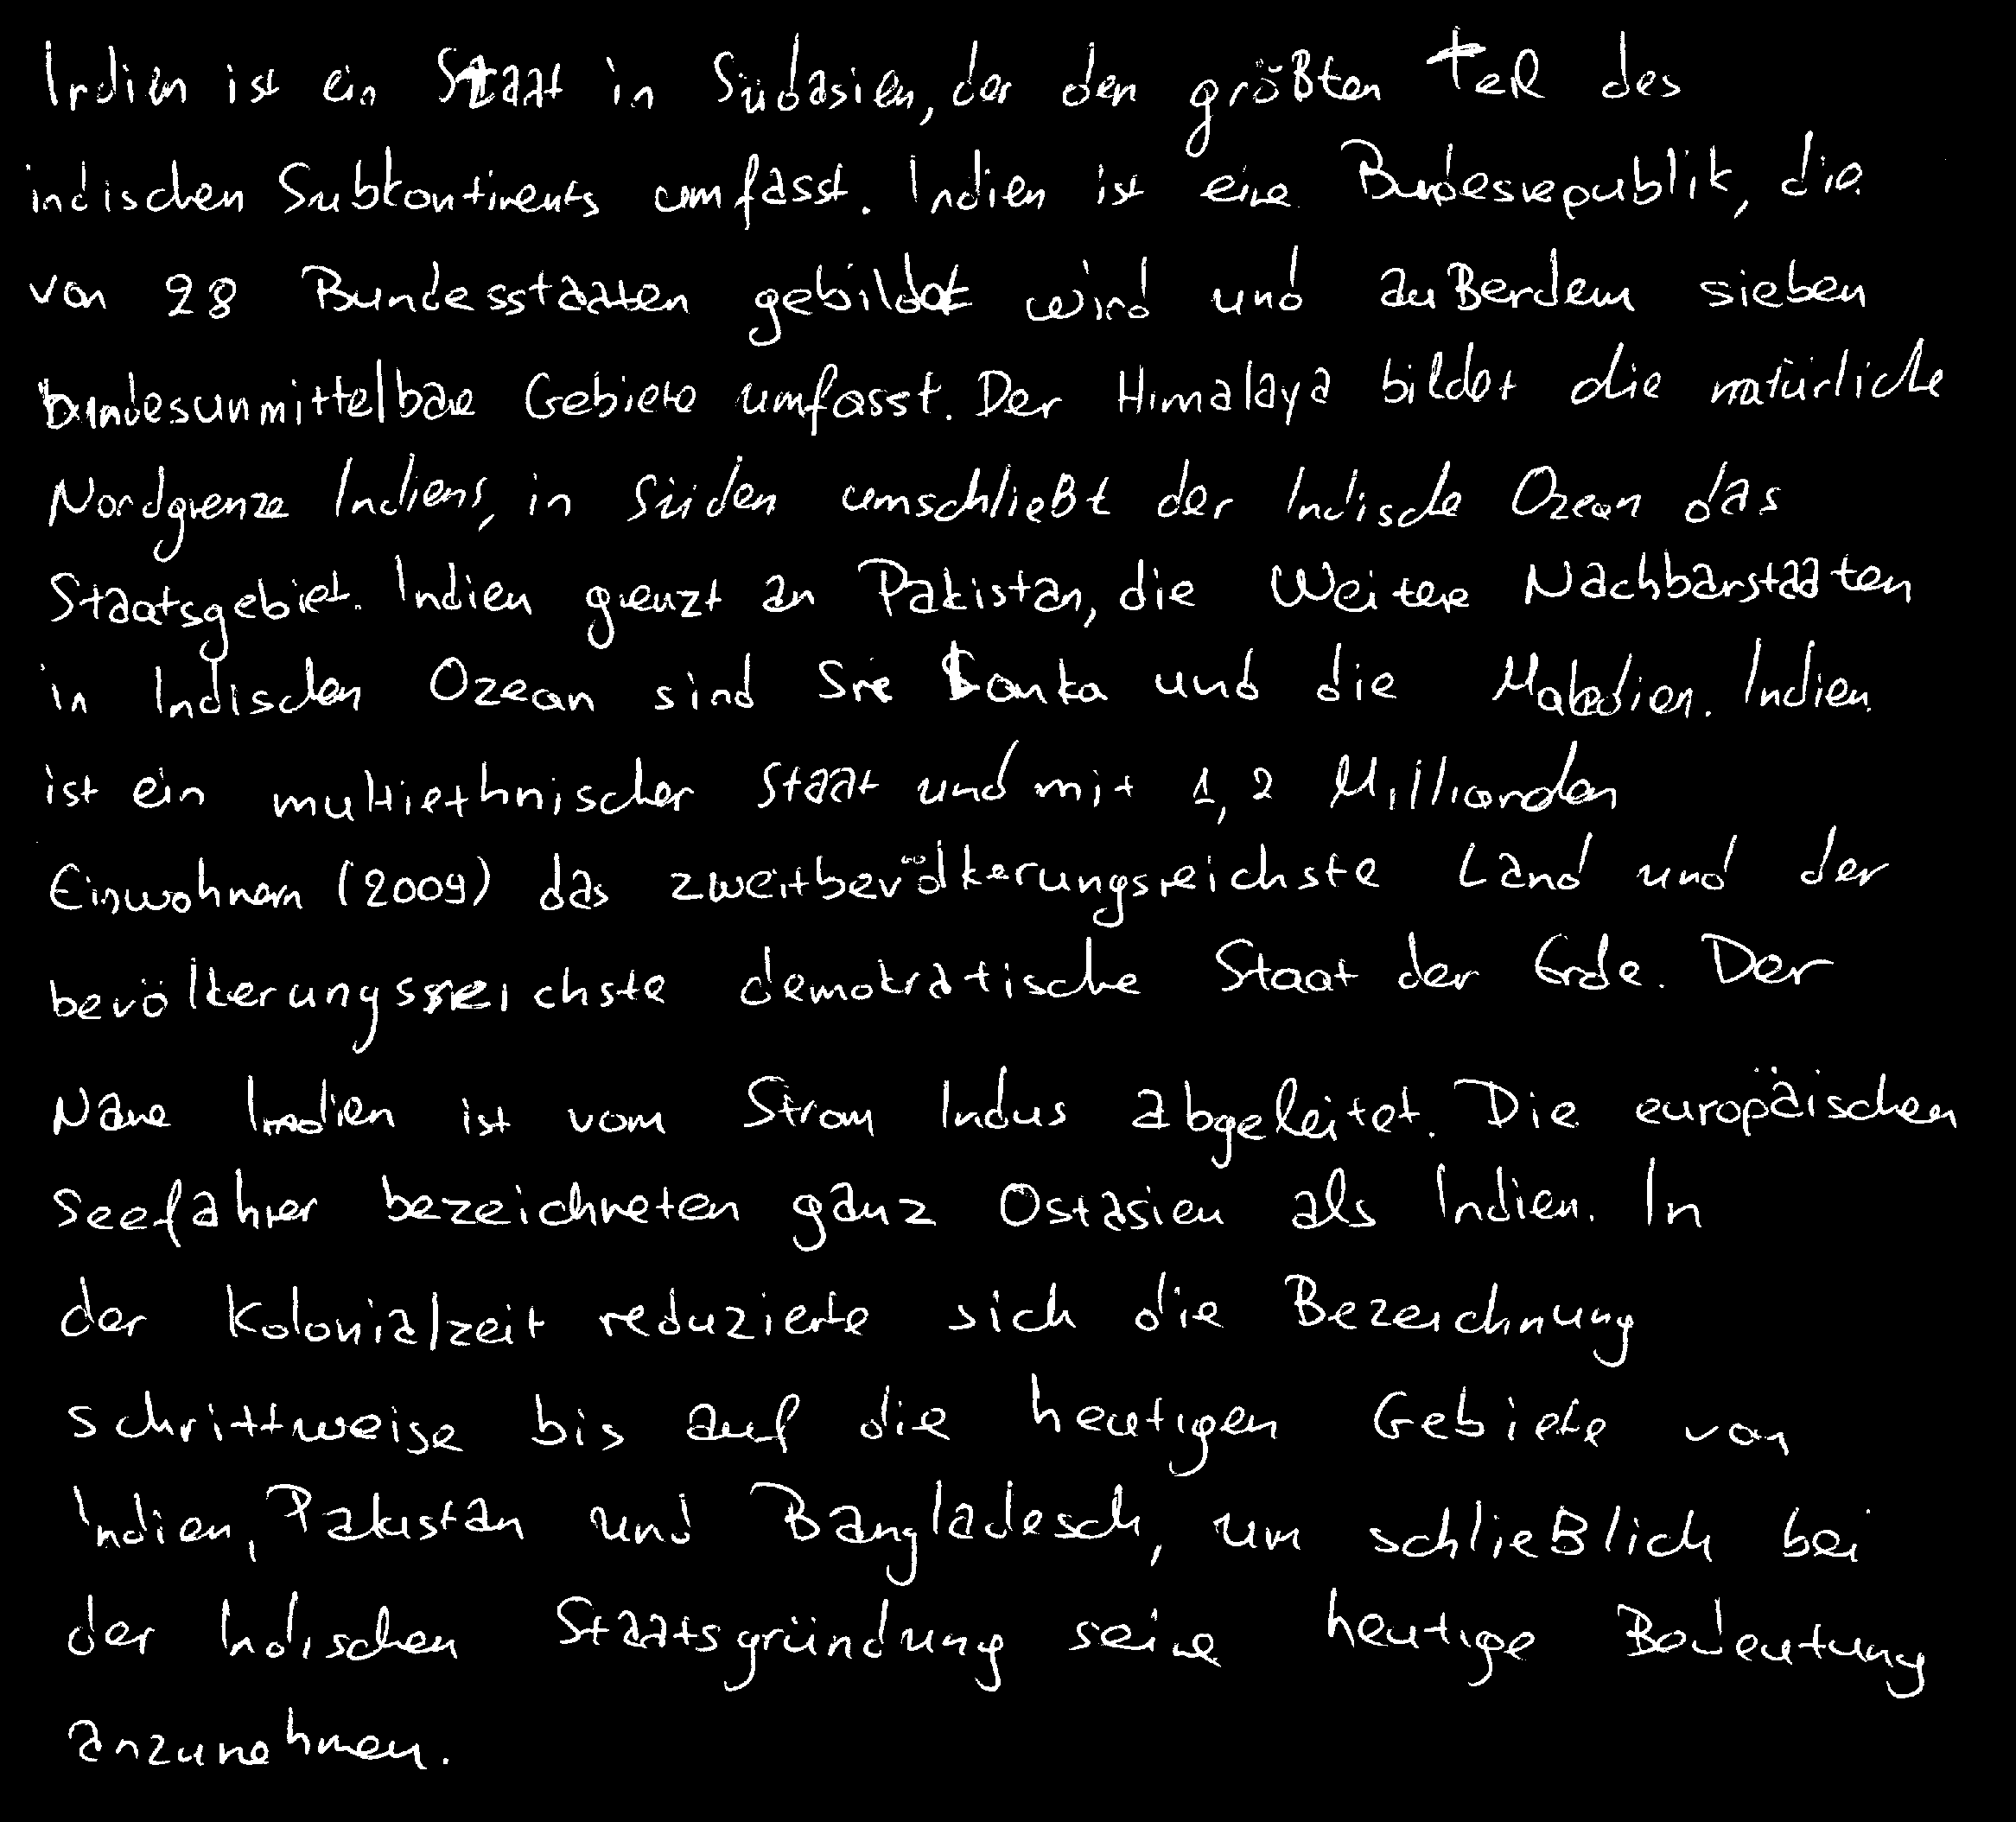 Indien ist ein Staat in Südasien, der den größten Teil des
indischen Subkontinents umfasst. Indien ist eine Bundesrepublik, die
von 28 Bundesstaaten gebildet wird und außerdem sieben
bundesunmittelbare Gebiete umfasst. Der Himalaya bildet die natürliche
Nordgrenze Indiens, in Süden umschließt der Indische Ozean das
Staatsgebiet. Indien grenzt an Pakistan, die Weitere Nachbarstaaten
in Indischen Ozean sind Sri Lanka und die Malediven. Indien
ist ein multiethnischer Staat und mit 1,2 Milliarden
Einwohnern (2009) das zweitbevölkerungsreichste Land und der
bevölkerungsreichste demokratische Staat der Erde. Der
Name Indien ist vom Strom Indus abgeleitet. Die europäischen
Seefahrer bezeichneten ganz Ostasien als Indien. In
der Kolonialzeit reduzierte sich die Bezeichnung
schrittweise bis auf die heutigen Gebiete von
Indien, Pakistan und Bangladesch, um schließlich bei
der Indischen Staatsgründung seine heutige Bedeutung
anzunehmen.